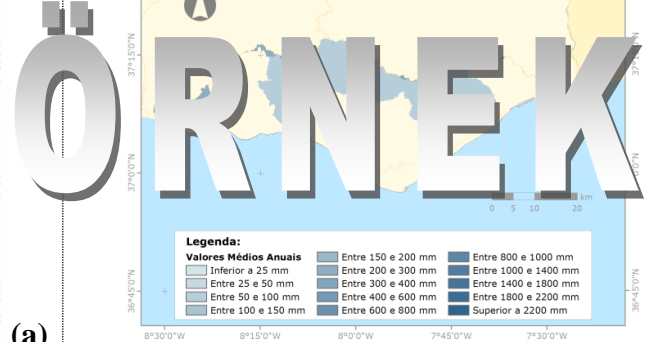 ÖRNEK
37°15'0"N
37°0'0"N
36°45'0"N
37°15'0"N
36°45'0"N
km
0 5 10 20
Legenda:
Valores Médios Anuais
Inferior a 25 mm
Entre 25 e 50 mm
Entre 50 e 100 mm
Entre 100 e 150 mm
Entre 150 e 200 mm
Entre 200 e 300 mm
Entre 300 e 400 mm
Entre 400 e 600 mm
Entre 600 e 800 mm
Entre 800 e 1000 mm
Entre 1000 e 1400 mm
Entre 1400 e 1800 mm
Entre 1800 e 2200 mm
Superior a 2200 mm
(a)
8°30'0"W 8°15'0"W 8°0'0"W 7°45'0"W 7°30'0"W